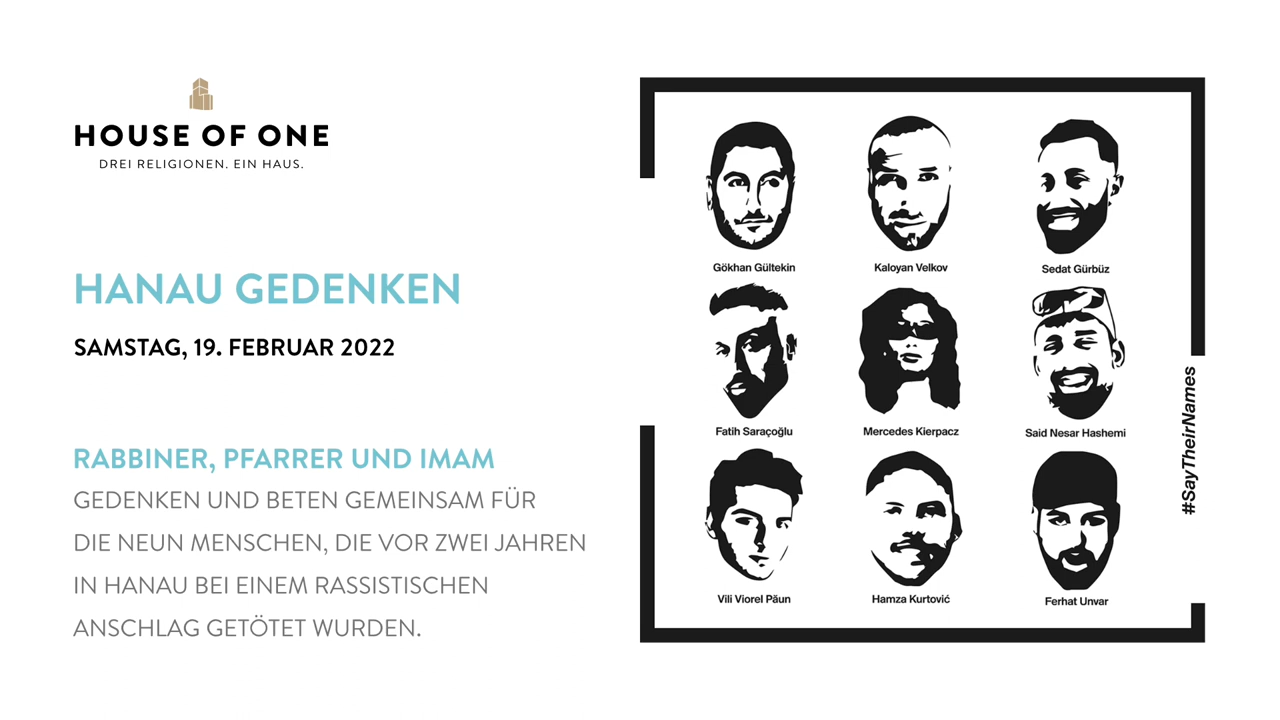 HOUSE OF ONE
DREI RELIGIONEN. EIN HAUS.
HANAU GEDENKEN
SAMSTAG, 19. FEBRUAR 2022
RABBINER, PFARRER UND IMAM
GEDENKEN UND BETEN GEMEINSAM FÜR
DIE NEUN MENSCHEN, DIE VOR ZWEI JAHREN
IN HANAU BEI EINEM RASSISTISCHEN
ANSCHLAG GETÖTET WURDEN.
Gökhan Gültekin
Kaloyan Velkov
Sedat Gürbüz
Fatih Saraçoğlu
Mercedes Kierpacz
Said Nesar Hashemi
Vili Viorel Păun
Hamza Kurtović
Ferhat Unvar
#SayTheirNames